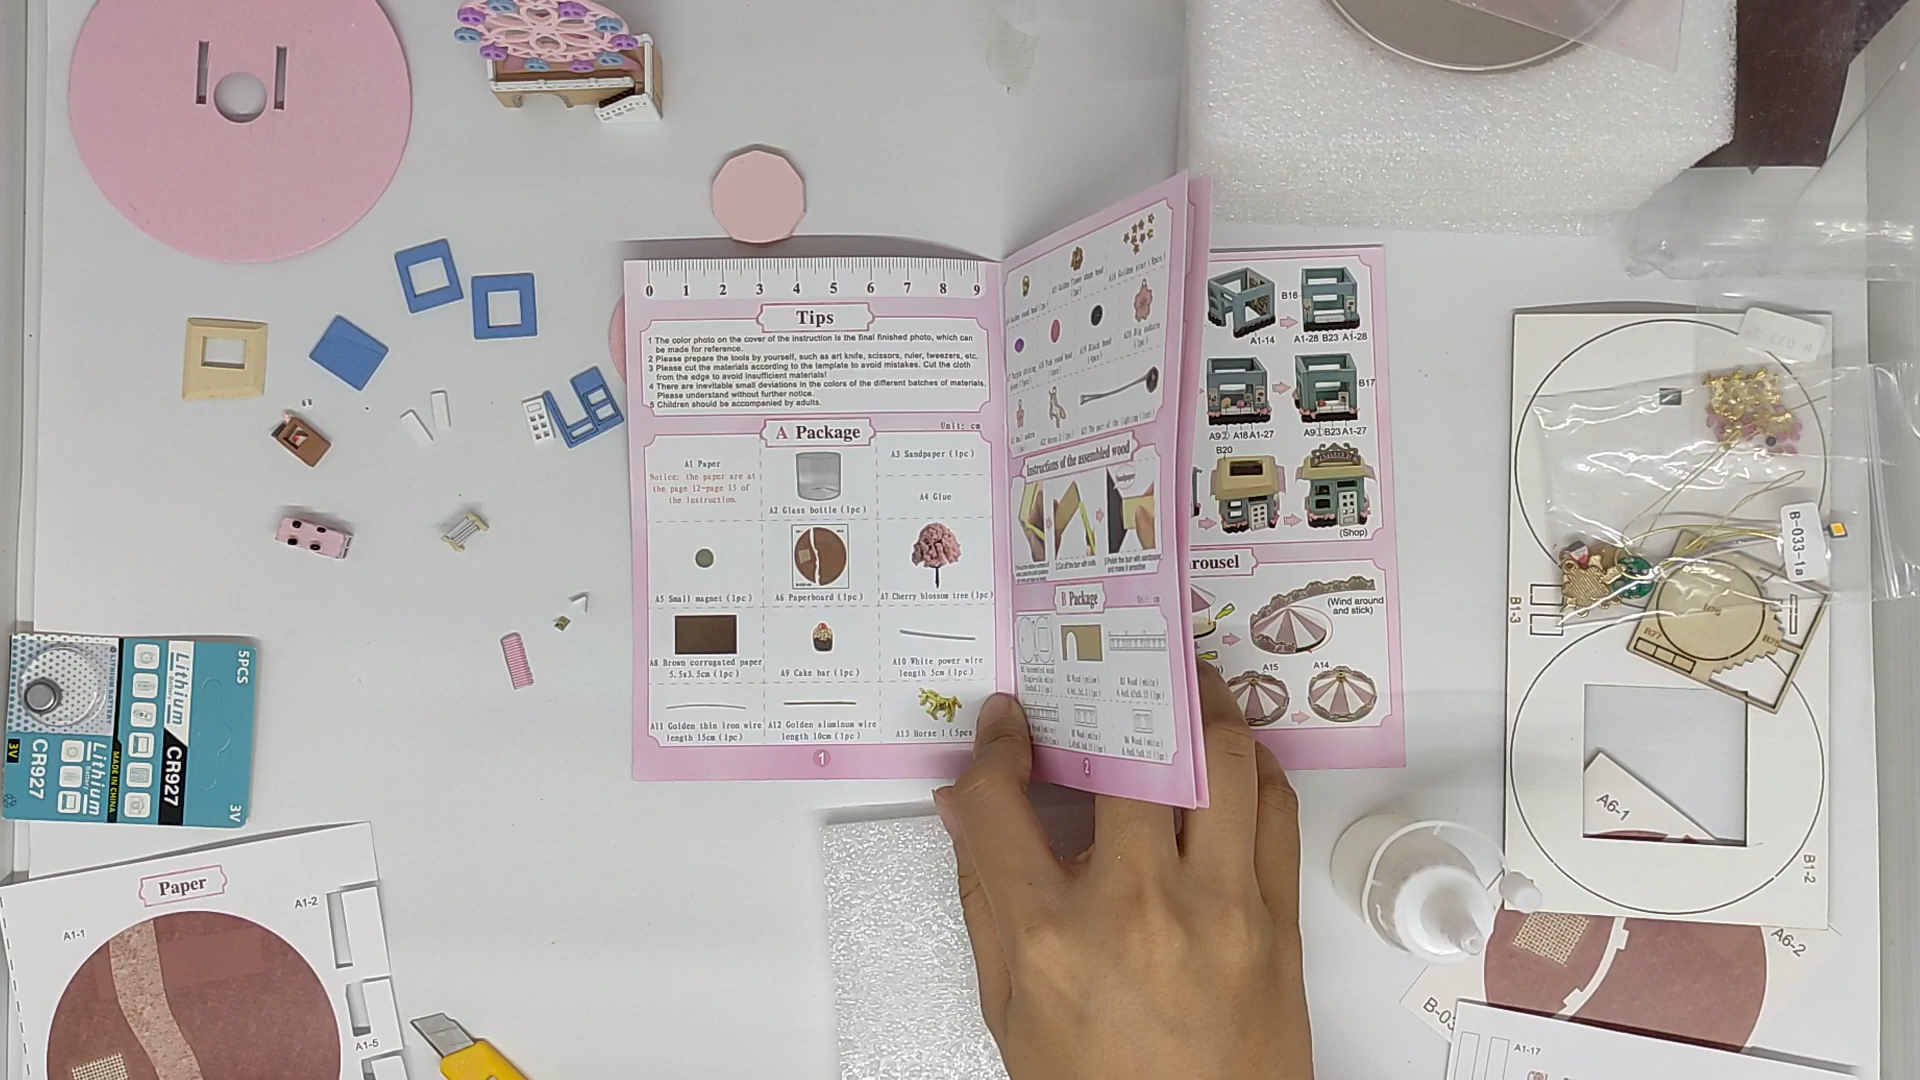 0 1 2 3 4 5 6 7 8 9
Tips
1 The color photo on the cover of the instruction is the final finished photo, which can
be made for reference.
2 Please prepare the tools by yourself, such as art knife, scissors, ruler, tweezers, etc.
3 Please cut the materials according to the template to avoid mistakes. Cut the cloth
from the edge to avoid insufficient materials!
4 There are inevitable small deviations in the colors of the different batches of materials,
Please understand without further notice.
5 Children should be accompanied by adults.
A Package
Unit: cm
A1 Paper
Notice: the paper are at
the page 12-page 15 of
the instruction.
A2 Glass bottle (1pc)
A3 Sandpaper (1pc)
A4 Glue
A5 Small magnet (1pc)
A6 Paperboard (1pc)
A7 Cherry blossom tree (1pc)
A8 Brown corrugated paper
5.5x3.5cm (1pc)
A9 Cake bar (1pc)
A10 White power wire
length 5cm (1pc)
A11 Golden thin iron wire
length 15cm (1pc)
A12 Golden aluminum wire
length 10cm (1pc)
A13 Horse 1 (5pcs
1
Instructions of the assembled wood
B Package
2
B16
A1-14
A1-28 B23 A1-28
B17
A9② A18 A1-27
A9① B23 A1-27
B20
(Shop)
rousel
(Wind around
and stick)
A15
A14
5PCS
Lithium
Battery
CR927
MADE IN CHINA
3V
Lithium
CR927
3V
Paper
A1-1
A1-2
A1-5
B1-3
B-033-1a
B27
A6-1
B1-2
A6-2
B-03
A1-17